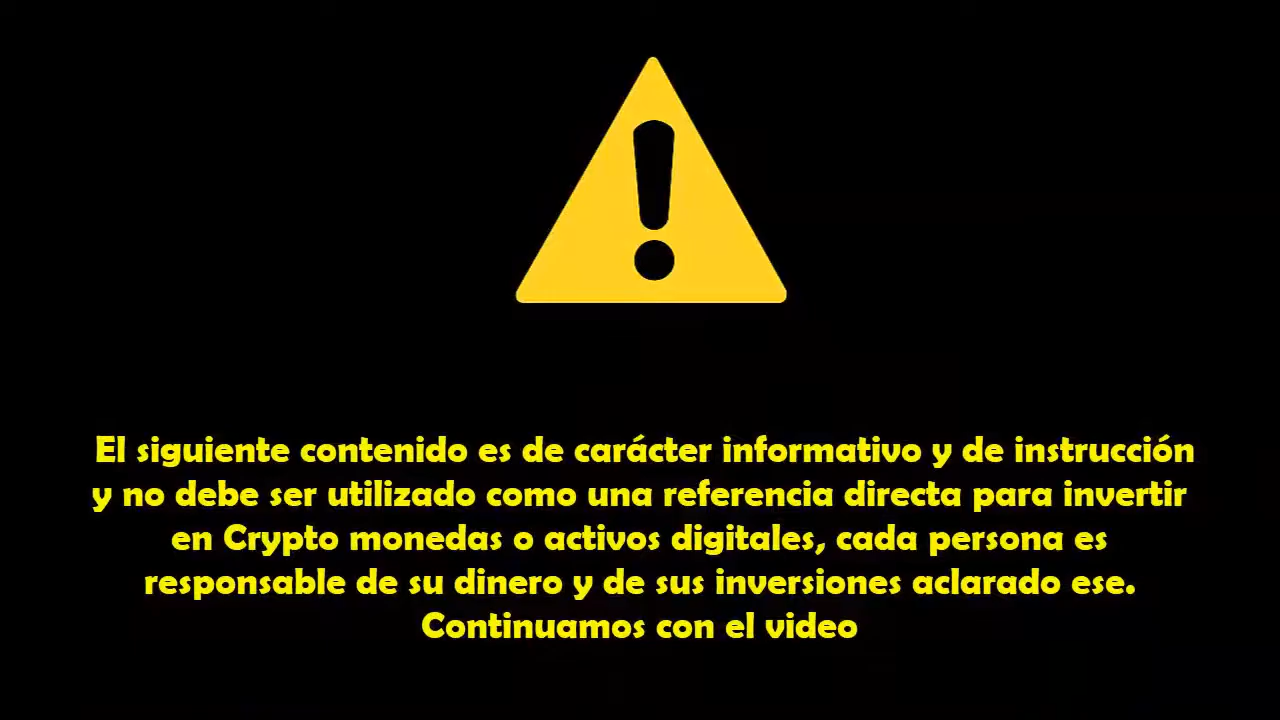 El siguiente contenido es de carácter informativo y de instrucción
y no debe ser utilizado como una referencia directa para invertir
en Crypto monedas o activos digitales, cada persona es
responsable de su dinero y de sus inversiones aclarado ese.
Continuamos con el video